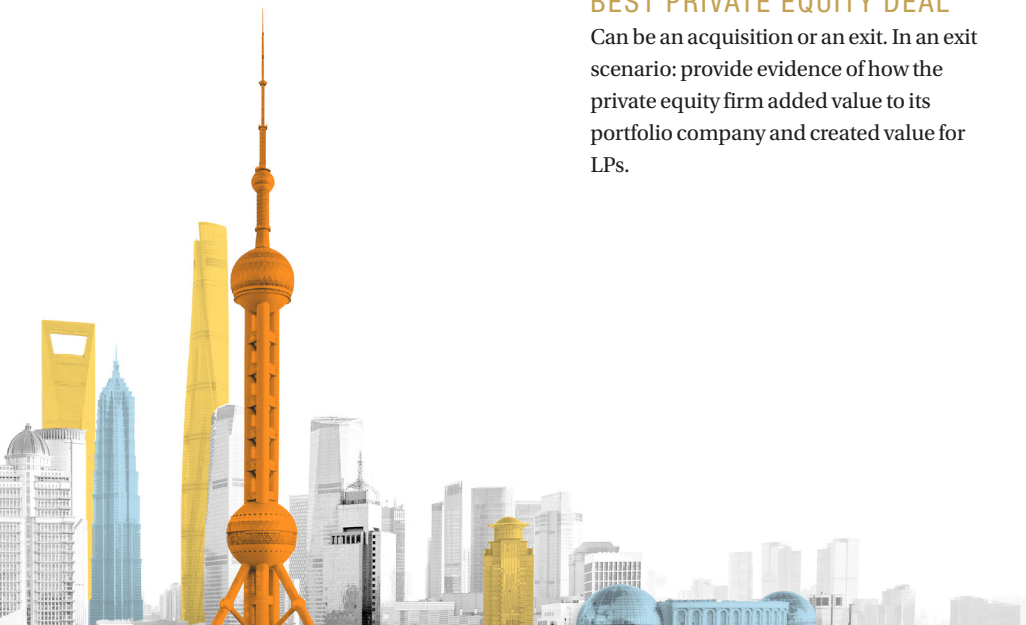 BEST PRIVATE EQUITY DEAL
Can be an acquisition or an exit. In an exit
scenario: provide evidence of how the
private equity firm added value to its
portfolio company and created value for
LPs.